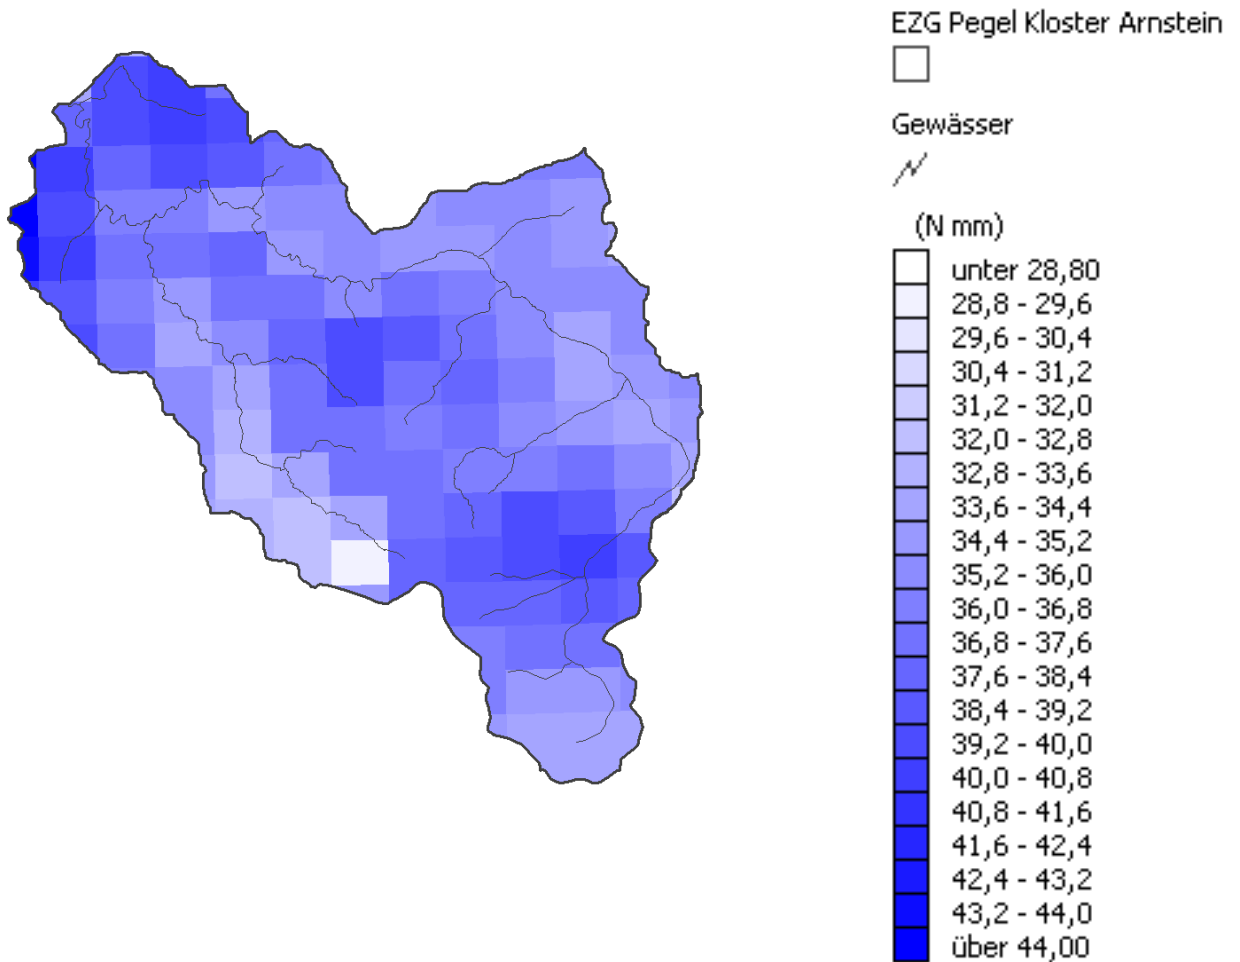 EZG Pegel Kloster Arnstein
Gewässer
(N mm)
unter 28,80
28,8 - 29,6
29,6 - 30,4
30,4 - 31,2
31,2 - 32,0
32,0 - 32,8
32,8 - 33,6
33,6 - 34,4
34,4 - 35,2
35,2 - 36,0
36,0 - 36,8
36,8 - 37,6
37,6 - 38,4
38,4 - 39,2
39,2 - 40,0
40,0 - 40,8
40,8 - 41,6
41,6 - 42,4
42,4 - 43,2
43,2 - 44,0
über 44,00